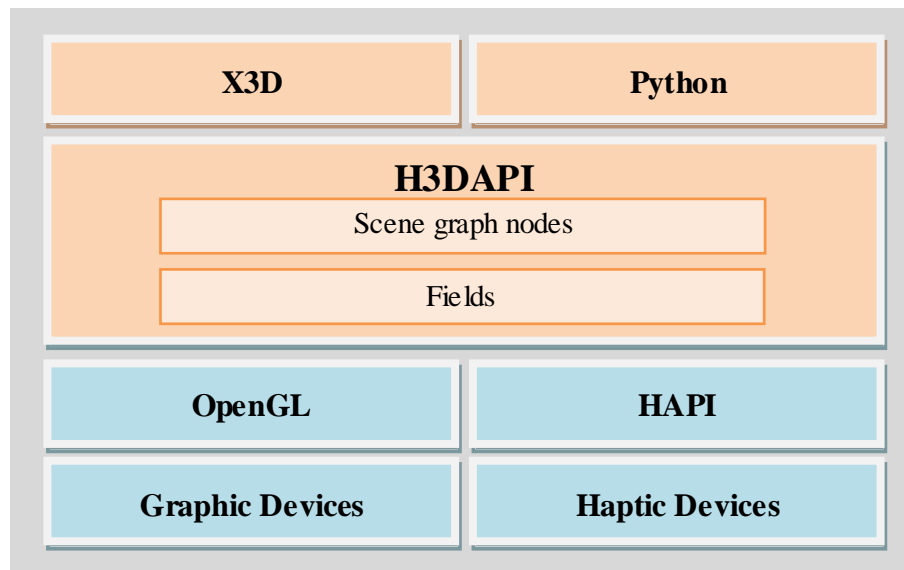 X3D
Python
H3DAPI
Scene graph nodes
Fields
OpenGL
HAPI
Graphic Devices
Haptic Devices